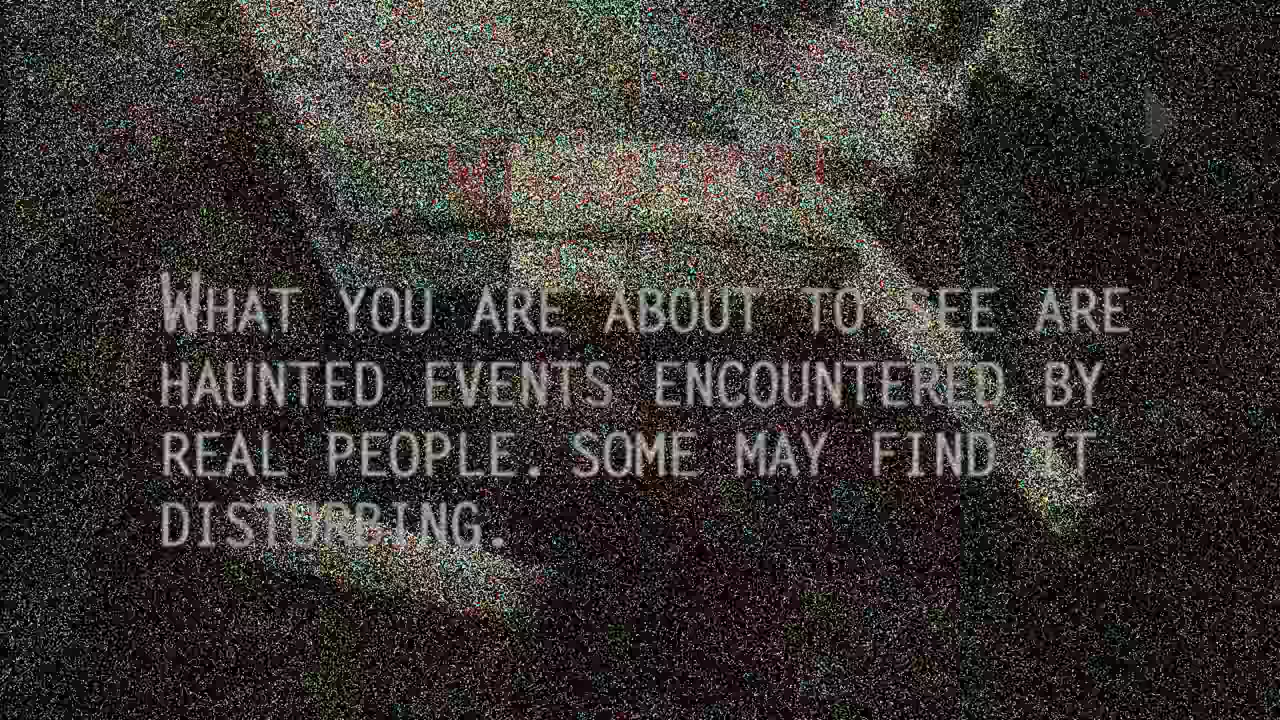 What you are about to see are
haunted events encountered by
real people. Some may find it
disturbing.